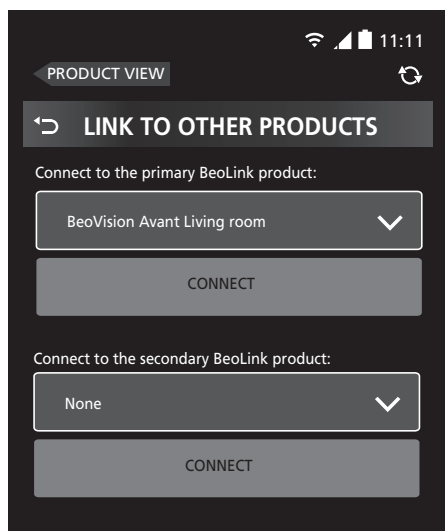 11:11
PRODUCT VIEW
LINK TO OTHER PRODUCTS
Connect to the primary BeoLink product:
BeoVision Avant Living room
CONNECT
Connect to the secondary BeoLink product:
None
CONNECT